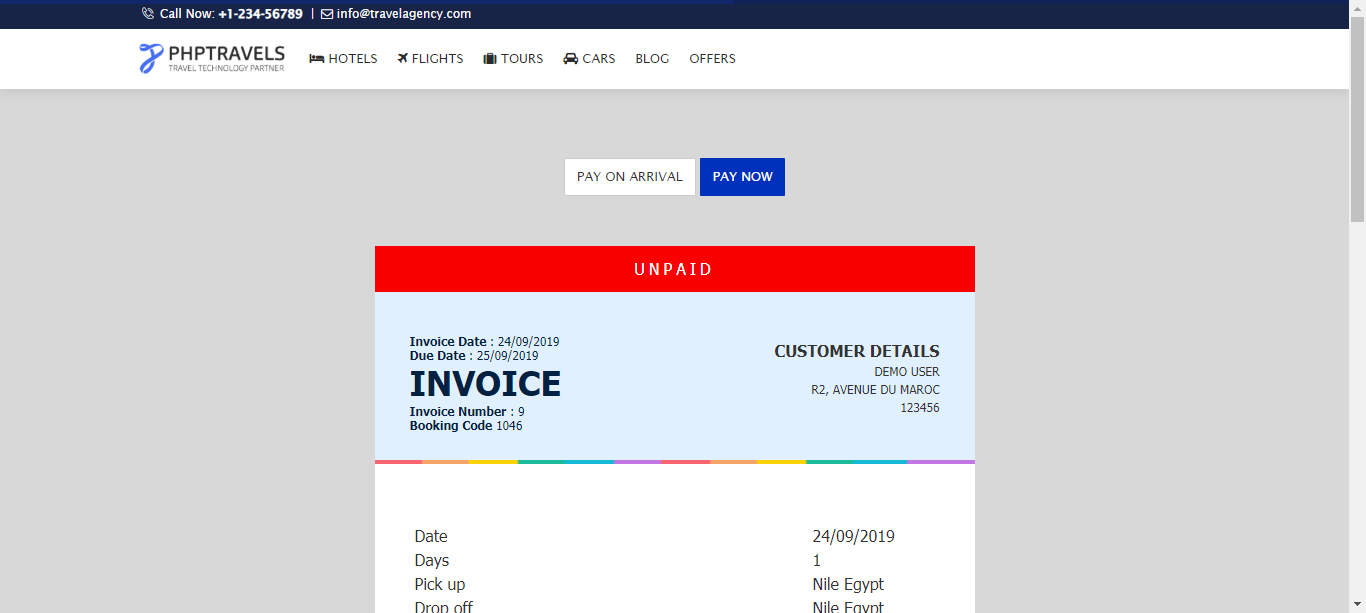 Call Now: +1-234-56789 | info@travelagency.com
PHPTRAVELS
TRAVEL TECHNOLOGY PARTNER
HOTELS FLIGHTS TOURS CARS BLOG OFFERS
PAY ON ARRIVAL PAY NOW
UNPAID
Invoice Date : 24/09/2019
Due Date : 25/09/2019
INVOICE
Invoice Number : 9
Booking Code 1046
CUSTOMER DETAILS
DEMO USER
R2, AVENUE DU MAROC
123456
Date 24/09/2019
Days 1
Pick up Nile Egypt
Drop off Nile Egypt